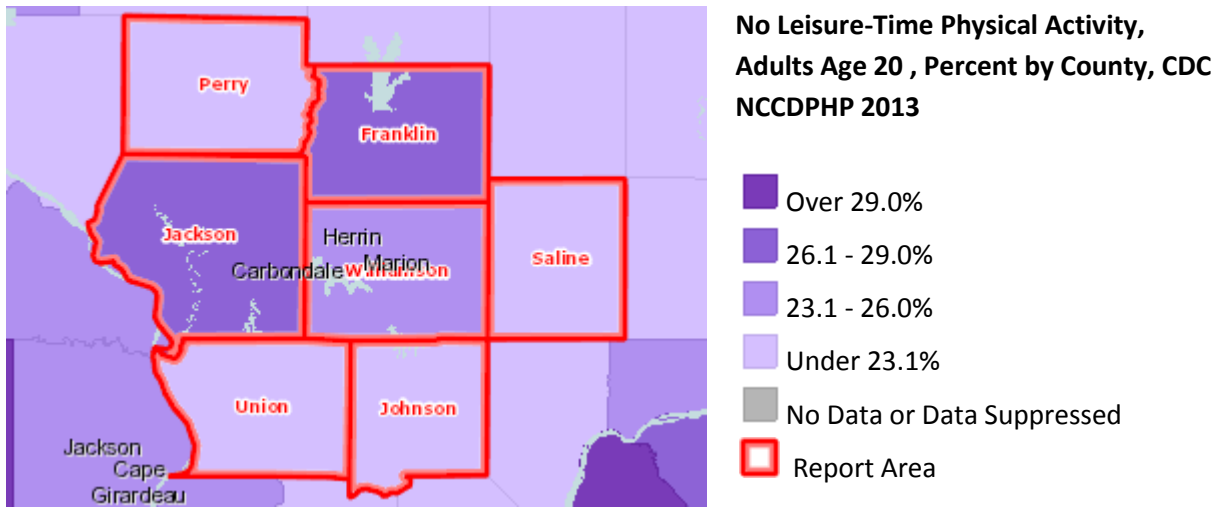 No Leisure-Time Physical Activity,
Adults Age 20 , Percent by County, CDC
NCCDPHP 2013
Perry
Franklin
Jackson
Herrin
Marion
Carbondale
Williamson
Saline
Union
Johnson
Jackson
Cape
Girardeau
Over 29.0%
26.1 - 29.0%
23.1 - 26.0%
Under 23.1%
No Data or Data Suppressed
Report Area